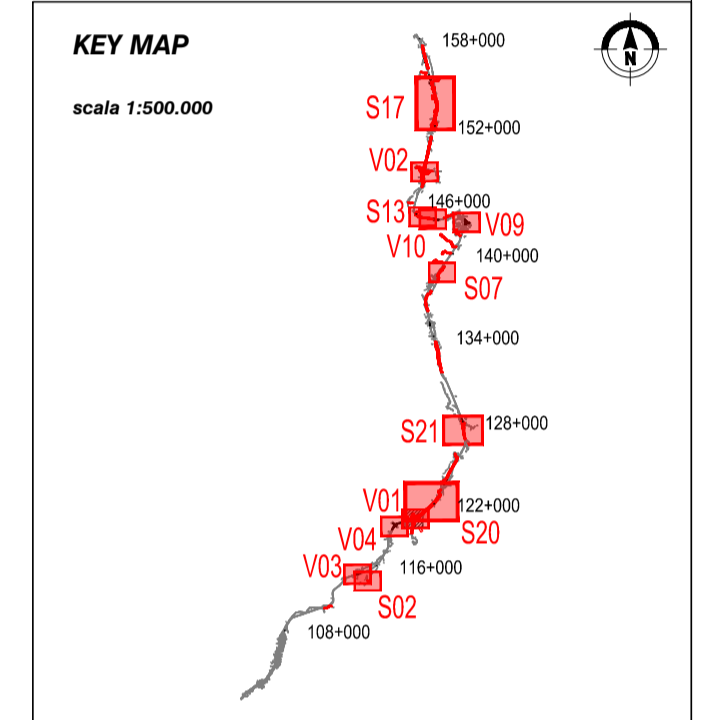 KEY MAP
scala 1:500.000
N
158+000
S17
152+000
V02
146+000
S13
V09
V10
140+000
S07
134+000
128+000
S21
V01
122+000
S20
V04
116+000
V03
S02
108+000